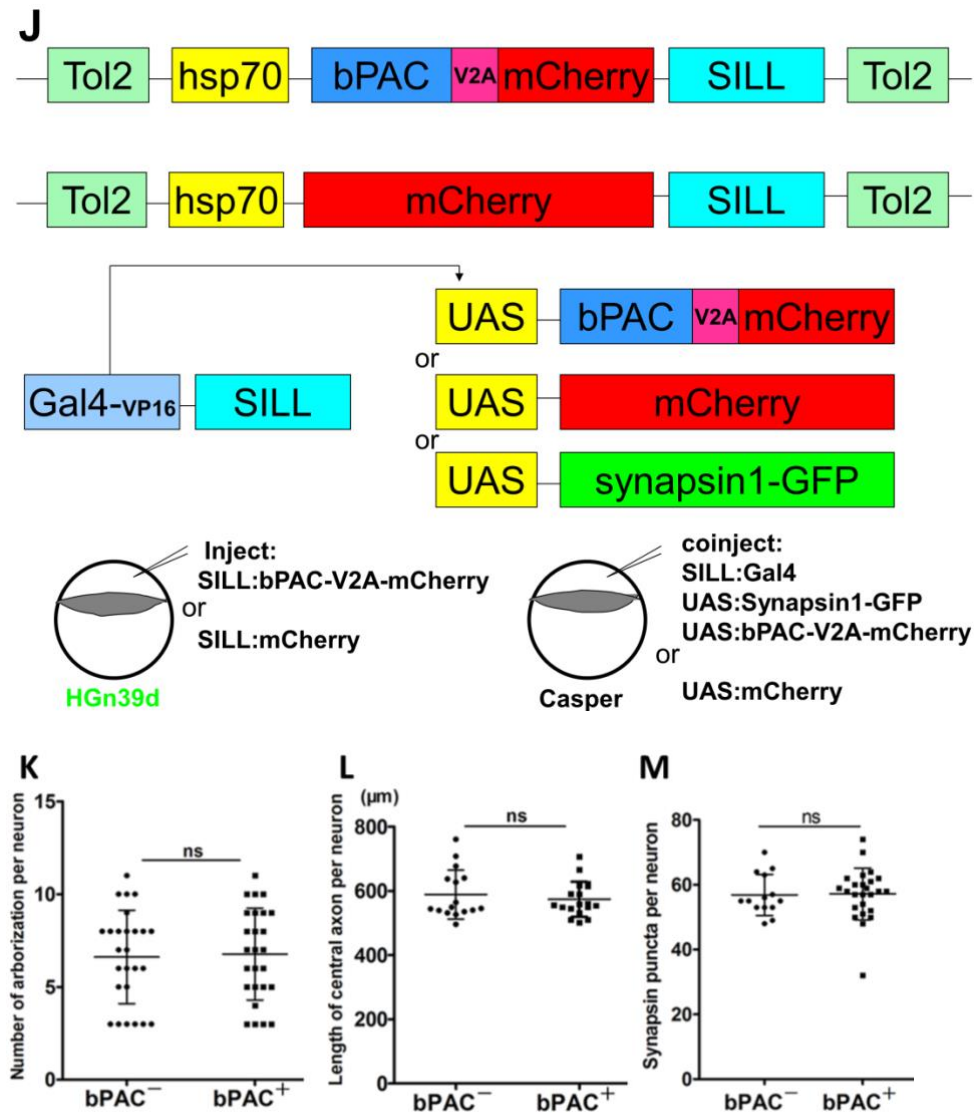 J
Tol2 hsp70 bPAC V2A mCherry SILL Tol2
Tol2 hsp70 mCherry SILL Tol2
UAS bPAC V2A mCherry
or
Gal4-VP16 SILL UAS mCherry
or
UAS synapsin1-GFP
Inject:
SILL:bPAC-V2A-mCherry
or
SILL:mCherry
HGn39d
coinject:
SILL:Gal4
UAS:Synapsin1-GFP
UAS:bPAC-V2A-mCherry
or
UAS:mCherry
Casper
K
Number of arborization per neuron
15
10
5
0
ns
bPAC⁻ bPAC⁺
L
(μm)
Length of central axon per neuron
800
600
400
200
0
ns
bPAC⁻ bPAC⁺
M
Synapsin puncta per neuron
80
60
40
20
0
ns
bPAC⁻ bPAC⁺